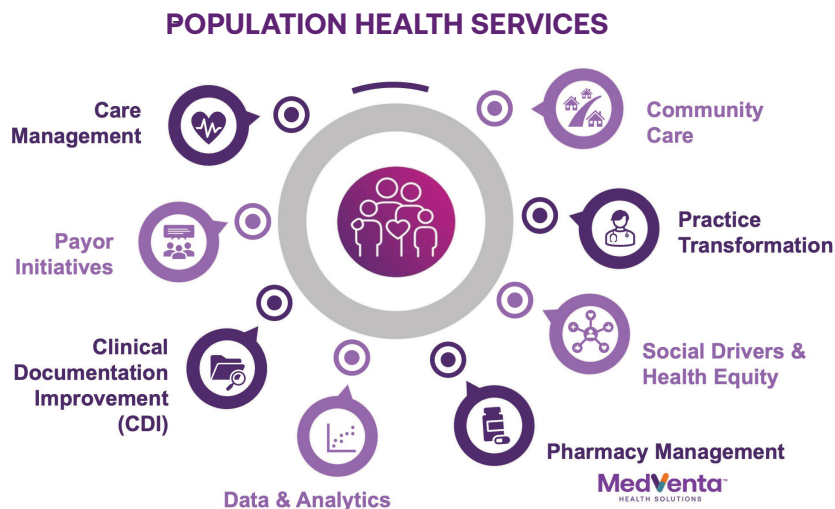 POPULATION HEALTH SERVICES
Care
Management
Community
Care
Payor
Initiatives
Practice
Transformation
Clinical
Documentation
Improvement
(CDI)
Social Drivers &
Health Equity
Pharmacy Management
MedVenta™
HEALTH SOLUTIONS
Data & Analytics